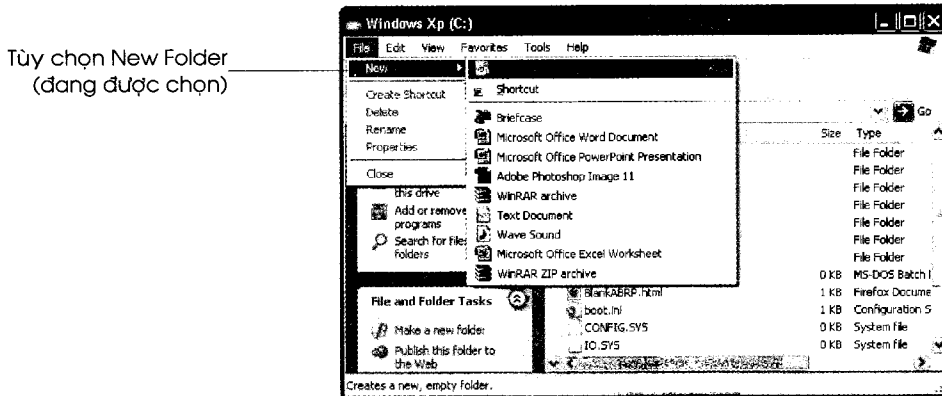 Tùy chọn New Folder
(đang được chọn)
Windows Xp (C:)
File Edit View Favorites Tools Help
New
Create Shortcut
Delete
Rename
Properties
Close
Shortcut
Briefcase
Microsoft Office Word Document
Microsoft Office PowerPoint Presentation
Adobe Photoshop Image 11
WinRAR archive
Text Document
Wave Sound
Microsoft Office Excel Worksheet
WinRAR ZIP archive
Go
Size Type
File Folder
File Folder
File Folder
File Folder
File Folder
File Folder
File Folder
0 KB MS-DOS Batch
BlankABRP.html 1 KB Firefox Docume
boot.ini 1 KB Configuration S
CONFIG.SYS 0 KB System file
IO.SYS 0 KB System file
this drive
Add or remove
programs
Search for files
folders
File and Folder Tasks
Make a new folder
Publish this folder to
the Web
Creates a new, empty folder.